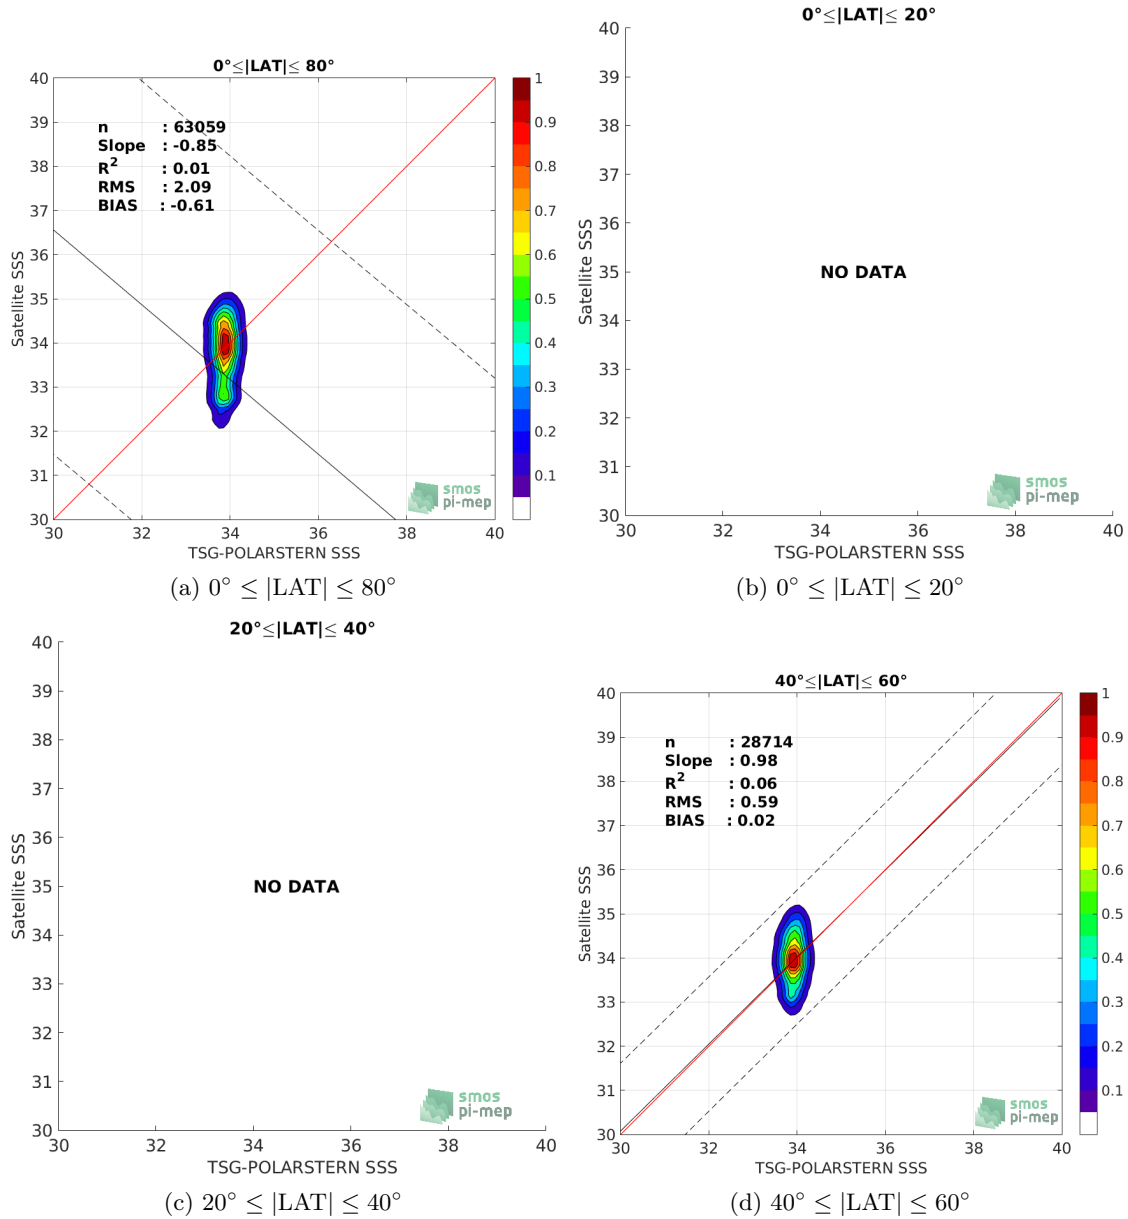 0°≤|LAT|≤ 80°
40
39
38
37
36
35
34
33
32
31
30
Satellite SSS
n : 63059
Slope : -0.85
R² : 0.01
RMS : 2.09
BIAS : -0.61
smos
pi-mep
30 32 34 36 38 40
TSG-POLARSTERN SSS
1
0.9
0.8
0.7
0.6
0.5
0.4
0.3
0.2
0.1
(a) 0° ≤ |LAT| ≤ 80°
0°≤|LAT|≤ 20°
40
39
38
37
36
35
34
33
32
31
30
Satellite SSS
NO DATA
smos
pi-mep
30 32 34 36 38 40
TSG-POLARSTERN SSS
(b) 0° ≤ |LAT| ≤ 20°
20°≤|LAT|≤ 40°
40
39
38
37
36
35
34
33
32
31
30
Satellite SSS
NO DATA
smos
pi-mep
30 32 34 36 38 40
TSG-POLARSTERN SSS
(c) 20° ≤ |LAT| ≤ 40°
40°≤|LAT|≤ 60°
40
39
38
37
36
35
34
33
32
31
30
Satellite SSS
n : 28714
Slope : 0.98
R² : 0.06
RMS : 0.59
BIAS : 0.02
smos
pi-mep
30 32 34 36 38 40
TSG-POLARSTERN SSS
1
0.9
0.8
0.7
0.6
0.5
0.4
0.3
0.2
0.1
(d) 40° ≤ |LAT| ≤ 60°